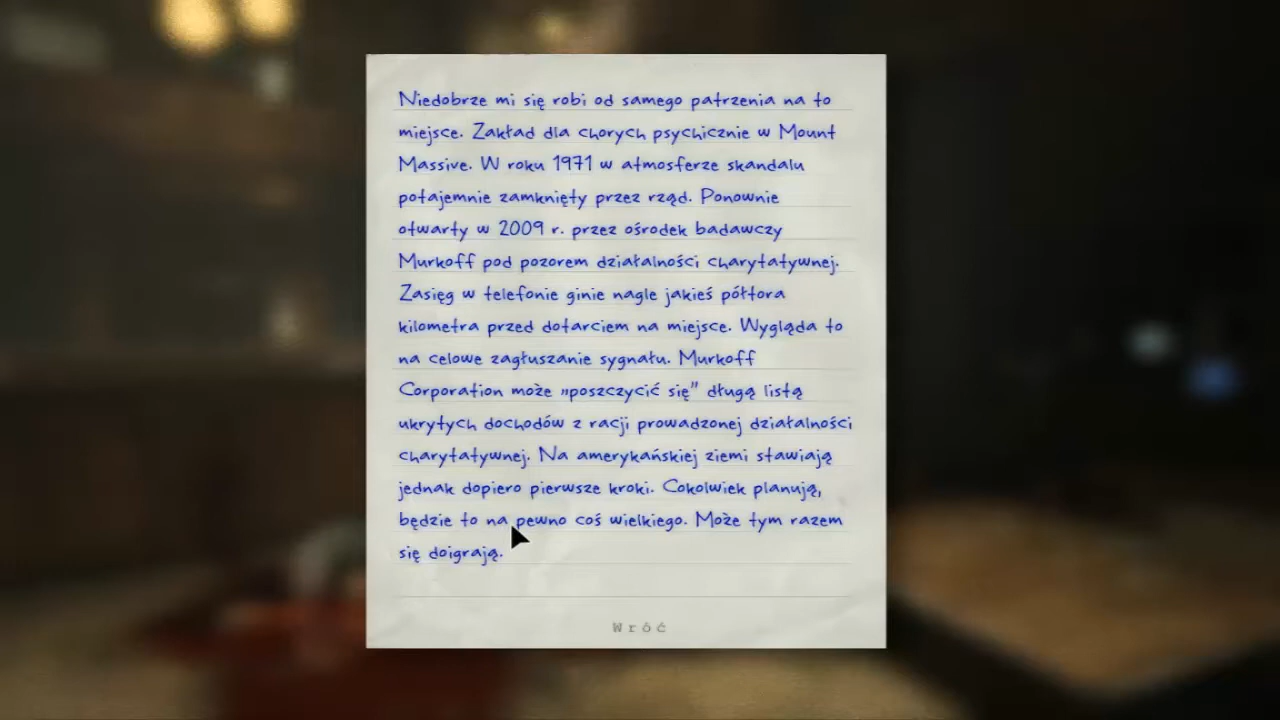 Niedobrze mi się robi od samego patrzenia na to
miejsce. Zakład dla chorych psychicznie w Mount
Massive. W roku 1971 w atmosferze skandalu
potajemnie zamknięty przez rząd. Ponownie
otwarty w 2009 r. przez ośrodek badawczy
Murkoff pod pozorem działalności charytatywnej.
Zasięg w telefonie ginie nagle jakieś półtora
kilometra przed dotarciem na miejsce. Wygląda to
na celowe zagłuszanie sygnału. Murkoff
Corporation może „poszczycić się” długą listą
ukrytych dochodów z racji prowadzonej działalności
charytatywnej. Na amerykańskiej ziemi stawiają
jednak dopiero pierwsze kroki. Cokolwiek planują,
będzie to na pewno coś wielkiego. Może tym razem
się doigrają.
Wróć